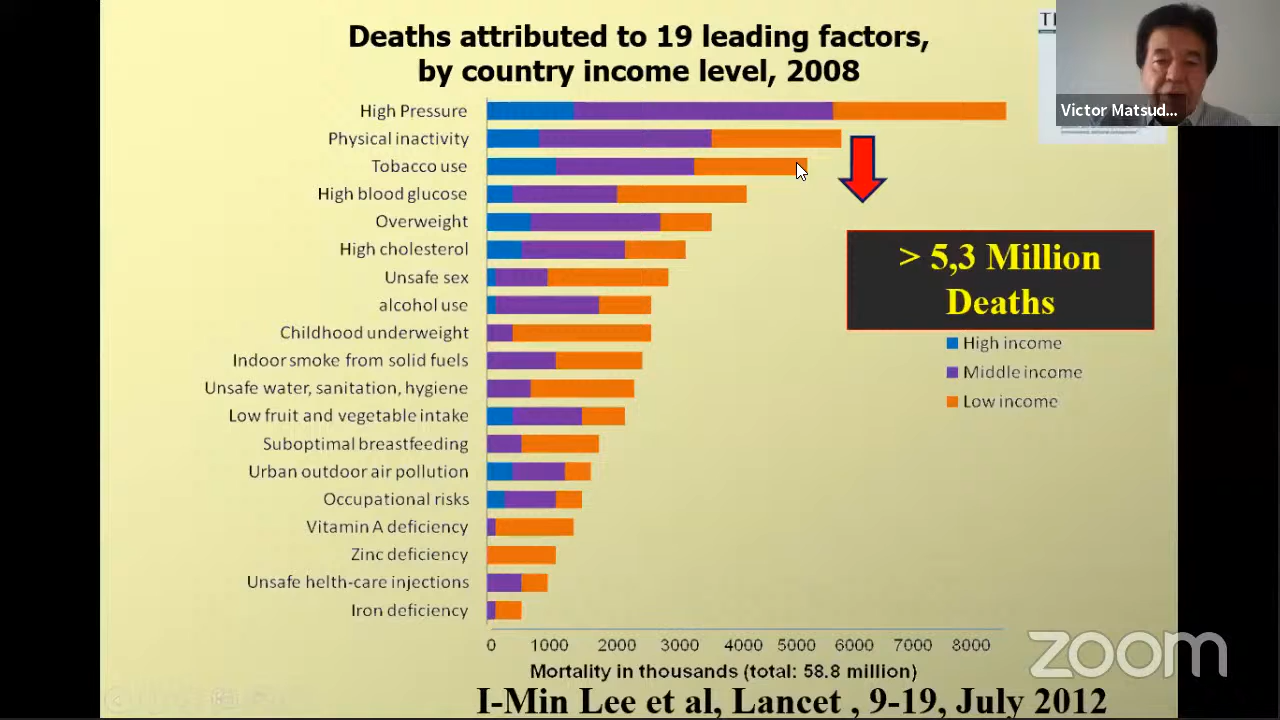 Deaths attributed to 19 leading factors,
by country income level, 2008
Victor Matsud...
High Pressure
Physical inactivity
Tobacco use
High blood glucose
Overweight
High cholesterol
Unsafe sex
alcohol use
Childhood underweight
Indoor smoke from solid fuels
Unsafe water, sanitation, hygiene
Low fruit and vegetable intake
Suboptimal breastfeeding
Urban outdoor air pollution
Occupational risks
Vitamin A deficiency
Zinc deficiency
Unsafe helth-care injections
Iron deficiency
> 5,3 Million
Deaths
High income
Middle income
Low income
0 1000 2000 3000 4000 5000 6000 7000 8000
Mortality in thousands (total: 58.8 million)
I-Min Lee et al, Lancet , 9-19, July 2012
zoom